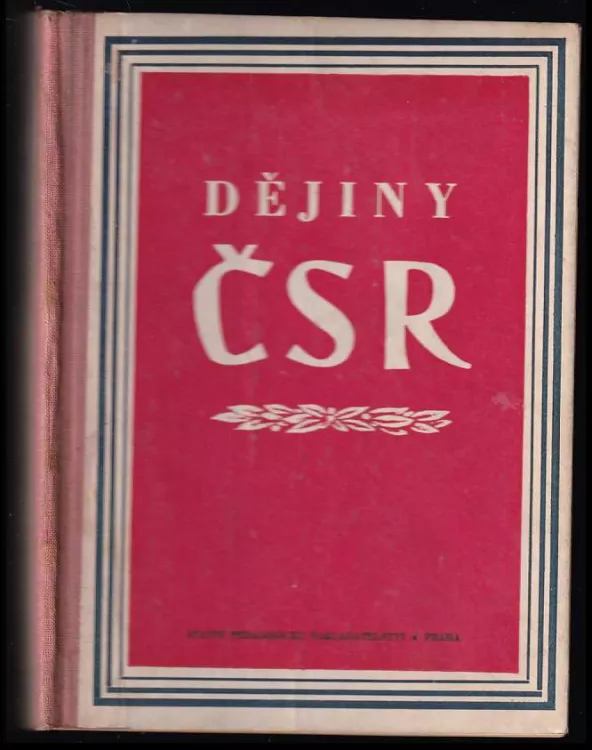 DĚJINY
ČSR
STÁTNÍ PEDAGOGICKÉ NAKLADATELSTVÍ • PRAHA